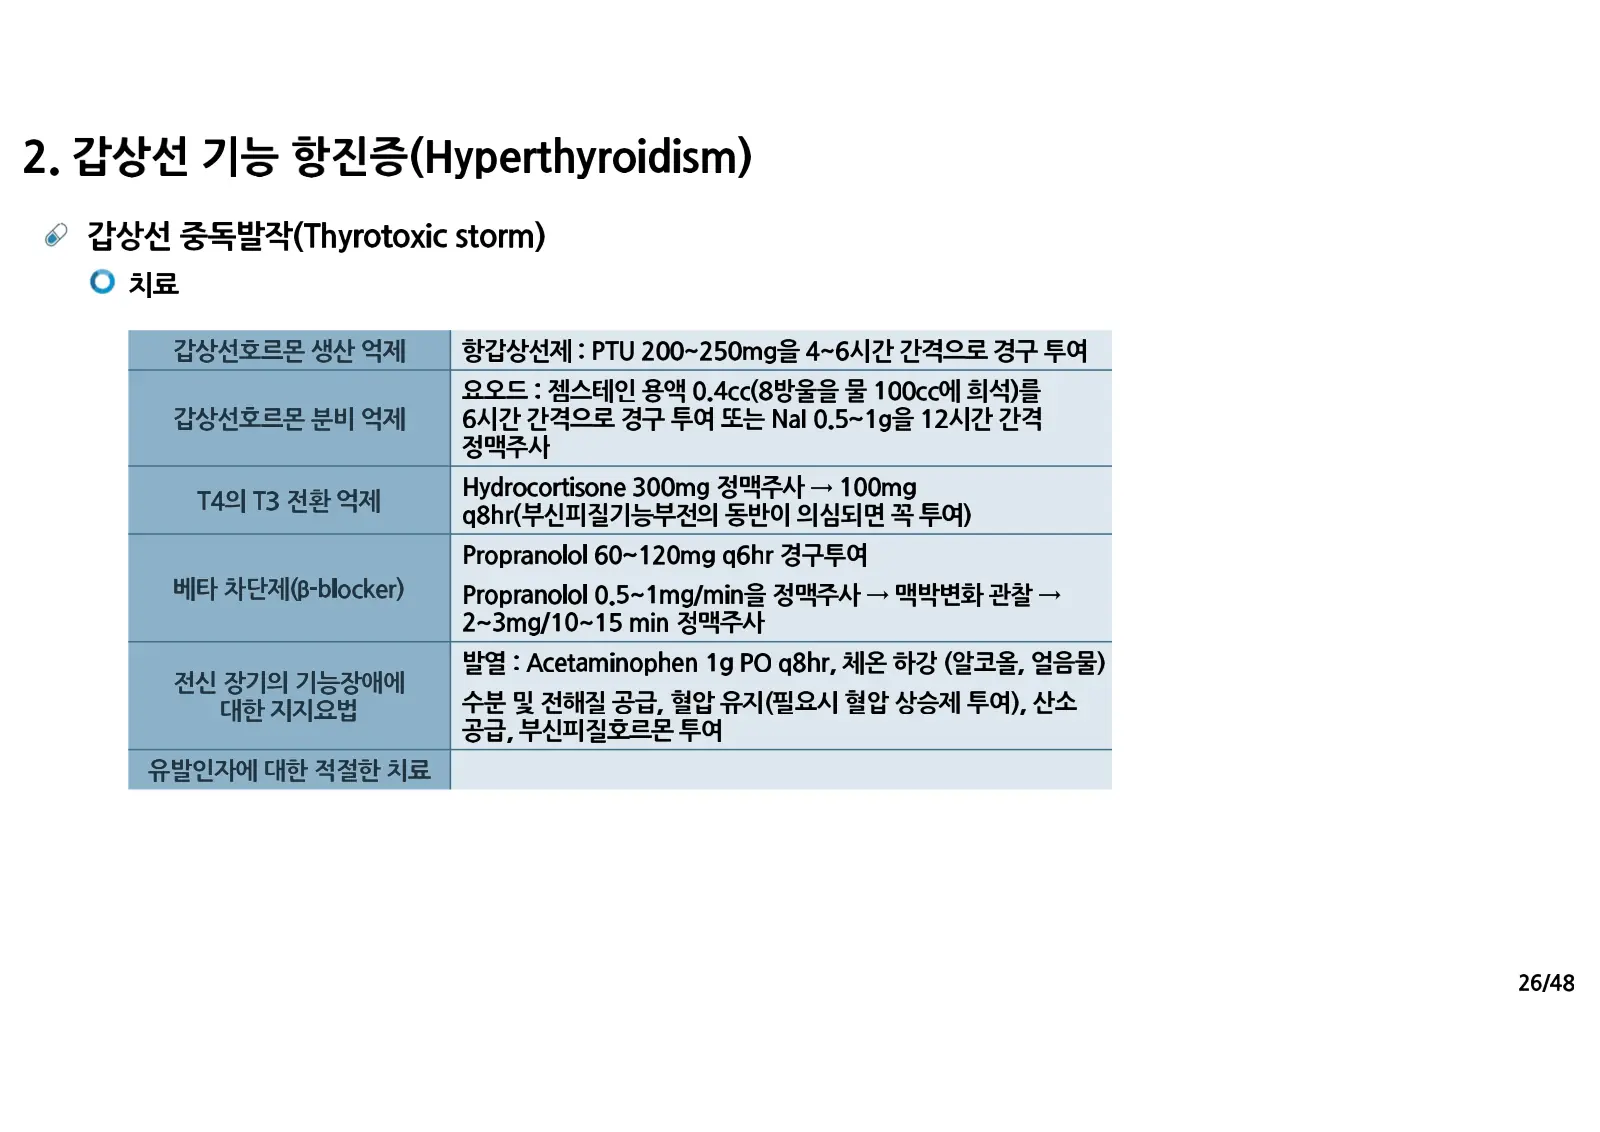 2. 갑상선 기능 항진증(Hyperthyroidism)
갑상선 중독발작(Thyrotoxic storm)
치료
갑상선호르몬 생산 억제
항갑상선제 : PTU 200~250mg을 4~6시간 간격으로 경구 투여
갑상선호르몬 분비 억제
요오드 : 젬스테인 용액 0.4cc(8방울을 물 100cc에 희석)를
6시간 간격으로 경구 투여 또는 NaI 0.5~1g을 12시간 간격
정맥주사
T4의 T3 전환 억제
Hydrocortisone 300mg 정맥주사 → 100mg
q8hr(부신피질기능부전의 동반이 의심되면 꼭 투여)
베타 차단제(β-blocker)
Propranolol 60~120mg q6hr 경구투여
Propranolol 0.5~1mg/min을 정맥주사 → 맥박변화 관찰 →
2~3mg/10~15 min 정맥주사
전신 장기의 기능장애에
대한 지지요법
발열 : Acetaminophen 1g PO q8hr, 체온 하강 (알코올, 얼음물)
수분 및 전해질 공급, 혈압 유지(필요시 혈압 상승제 투여), 산소
공급, 부신피질호르몬 투여
유발인자에 대한 적절한 치료
26/48